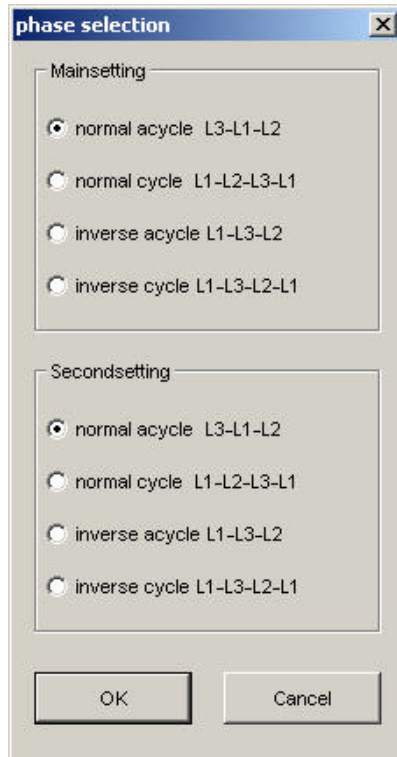 phase selection
Mainsetting
normal acycle L3-L1-L2
normal cycle L1-L2-L3-L1
inverse acycle L1-L3-L2
inverse cycle L1-L3-L2-L1
Secondsetting
normal acycle L3-L1-L2
normal cycle L1-L2-L3-L1
inverse acycle L1-L3-L2
inverse cycle L1-L3-L2-L1
OK Cancel